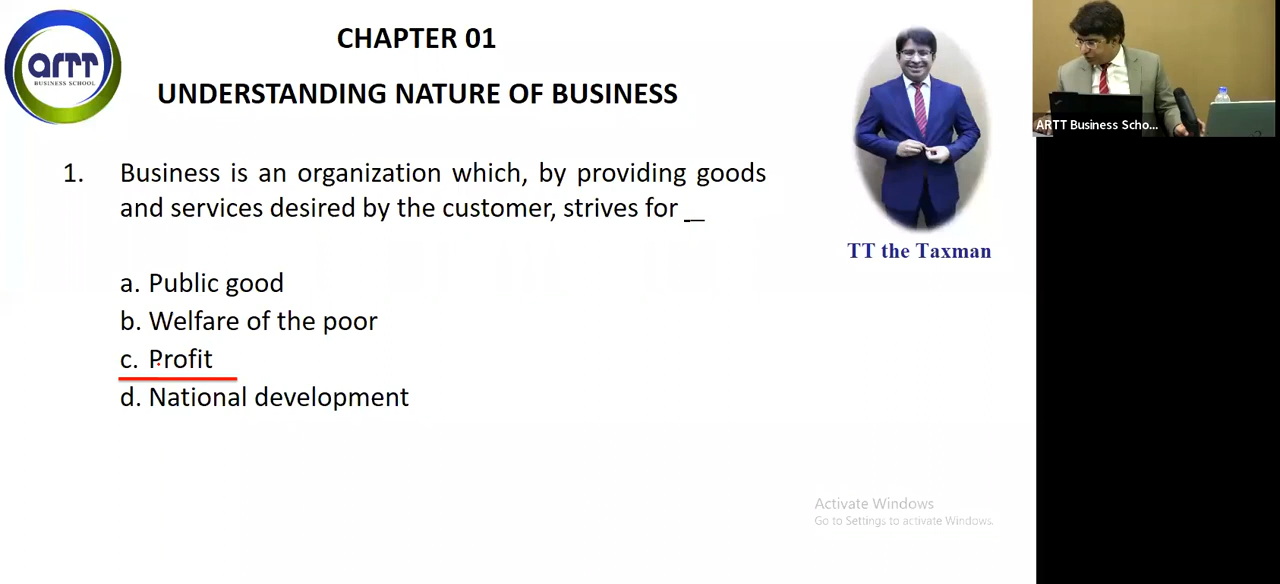 CHAPTER 01
UNDERSTANDING NATURE OF BUSINESS
artt
BUSINESS SCHOOL
1. Business is an organization which, by providing goods
and services desired by the customer, strives for __
a. Public good
b. Welfare of the poor
c. Profit
d. National development
TT the Taxman
ARTT Business Scho...
Activate Windows
Go to Settings to activate Windows.